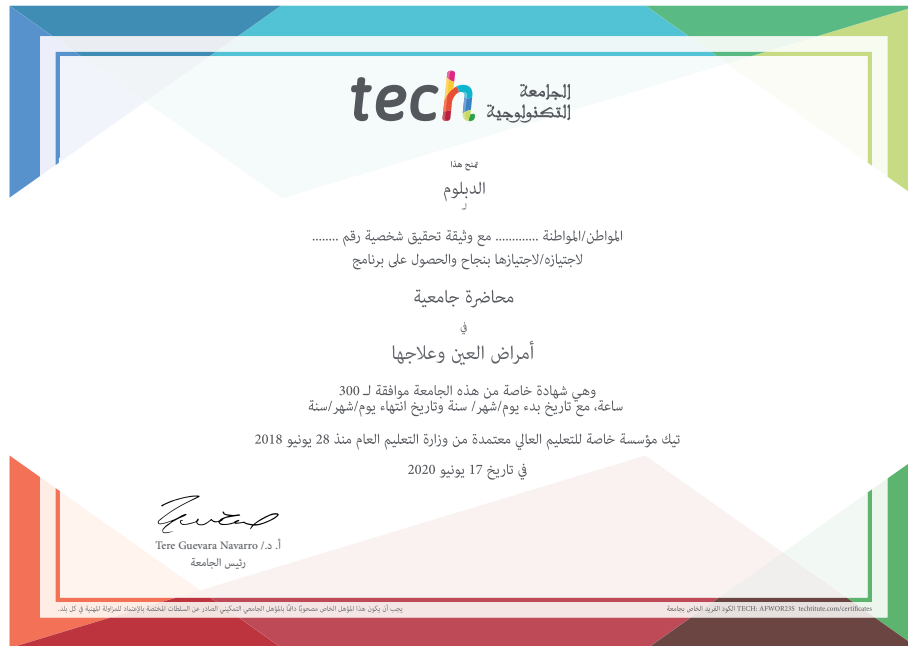 tech الجامعة
التكنولوجية
تمنح هذا
الدبلوم
لـ
المواطن/المواطنة ............. مع وثيقة تحقيق شخصية رقم ........
لاجتيازه/لاجتيازها بنجاح والحصول على برنامج
محاضرة جامعية
في
أمراض العين وعلاجها
وهي شهادة خاصة من هذه الجامعة موافقة لـ 300
ساعة، مع تاريخ بدء يوم/شهر/ سنة وتاريخ انتهاء يوم/شهر/سنة
تيك مؤسسة خاصة للتعليم العالي معتمدة من وزارة التعليم العام منذ 28 يونيو 2018
في تاريخ 17 يونيو 2020
أ. د./ Tere Guevara Navarro
رئيس الجامعة
الكود الفريد الخاص بجامعة TECH: AFWOR23S techtitute.com/certificates
يجب أن يكون هذا المؤهل الخاص مصحوبًا دائمًا بالمؤهل الجامعي التمكيني الصادر عن السلطات المختصة بالإعتماد للمزاولة المهنية في كل بلد.